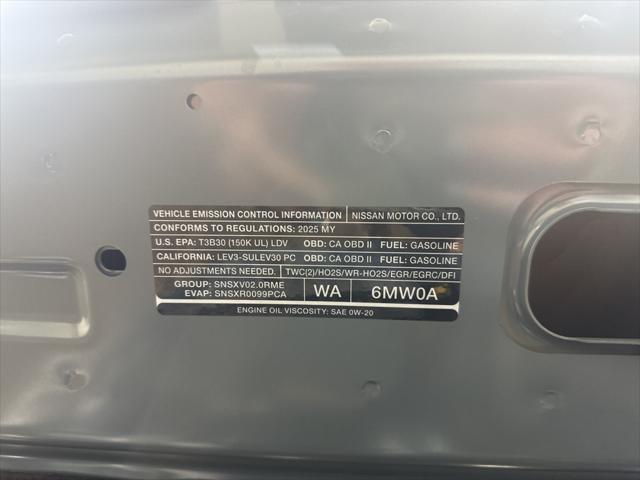 VEHICLE EMISSION CONTROL INFORMATION NISSAN MOTOR CO., LTD.
CONFORMS TO REGULATIONS: 2025 MY
U.S. EPA: T3B30 (150K UL) LDV OBD: CA OBD II FUEL: GASOLINE
CALIFORNIA: LEV3-SULEV30 PC OBD: CA OBD II FUEL: GASOLINE
NO ADJUSTMENTS NEEDED. TWC(2)/HO2S/WR-HO2S/EGR/EGRC/DFI
GROUP: SNSXV02.0RME
EVAP: SNSXR0099PCA
WA 6MW0A
ENGINE OIL VISCOSITY: SAE 0W-20